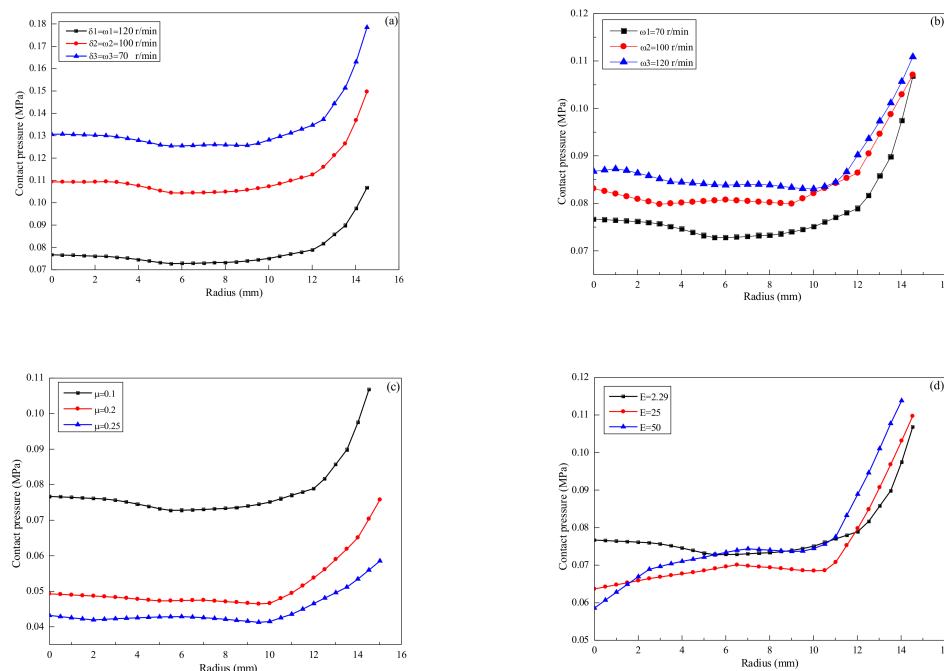 (a)
δ1=ω1=120 r/min
δ2=ω2=100 r/min
δ3=ω3=70 r/min
Contact pressure (MPa)
0.18
0.17
0.16
0.15
0.14
0.13
0.12
0.11
0.10
0.09
0.08
0.07
0 2 4 6 8 10 12 14 16
Radius (mm)
(b)
ω1=70 r/min
ω2=100 r/min
ω3=120 r/min
Contact pressure (MPa)
0.12
0.11
0.10
0.09
0.08
0.07
0 2 4 6 8 10 12 14
Radius (mm)
(c)
μ=0.1
μ=0.2
μ=0.25
Contact pressure (MPa)
0.11
0.10
0.09
0.08
0.07
0.06
0.05
0.04
0 2 4 6 8 10 12 14 16
Radius (mm)
(d)
E=2.29
E=25
E=50
Contact pressure (MPa)
0.12
0.11
0.10
0.09
0.08
0.07
0.06
0.05
0 2 4 6 8 10 12 14
Radius (mm)